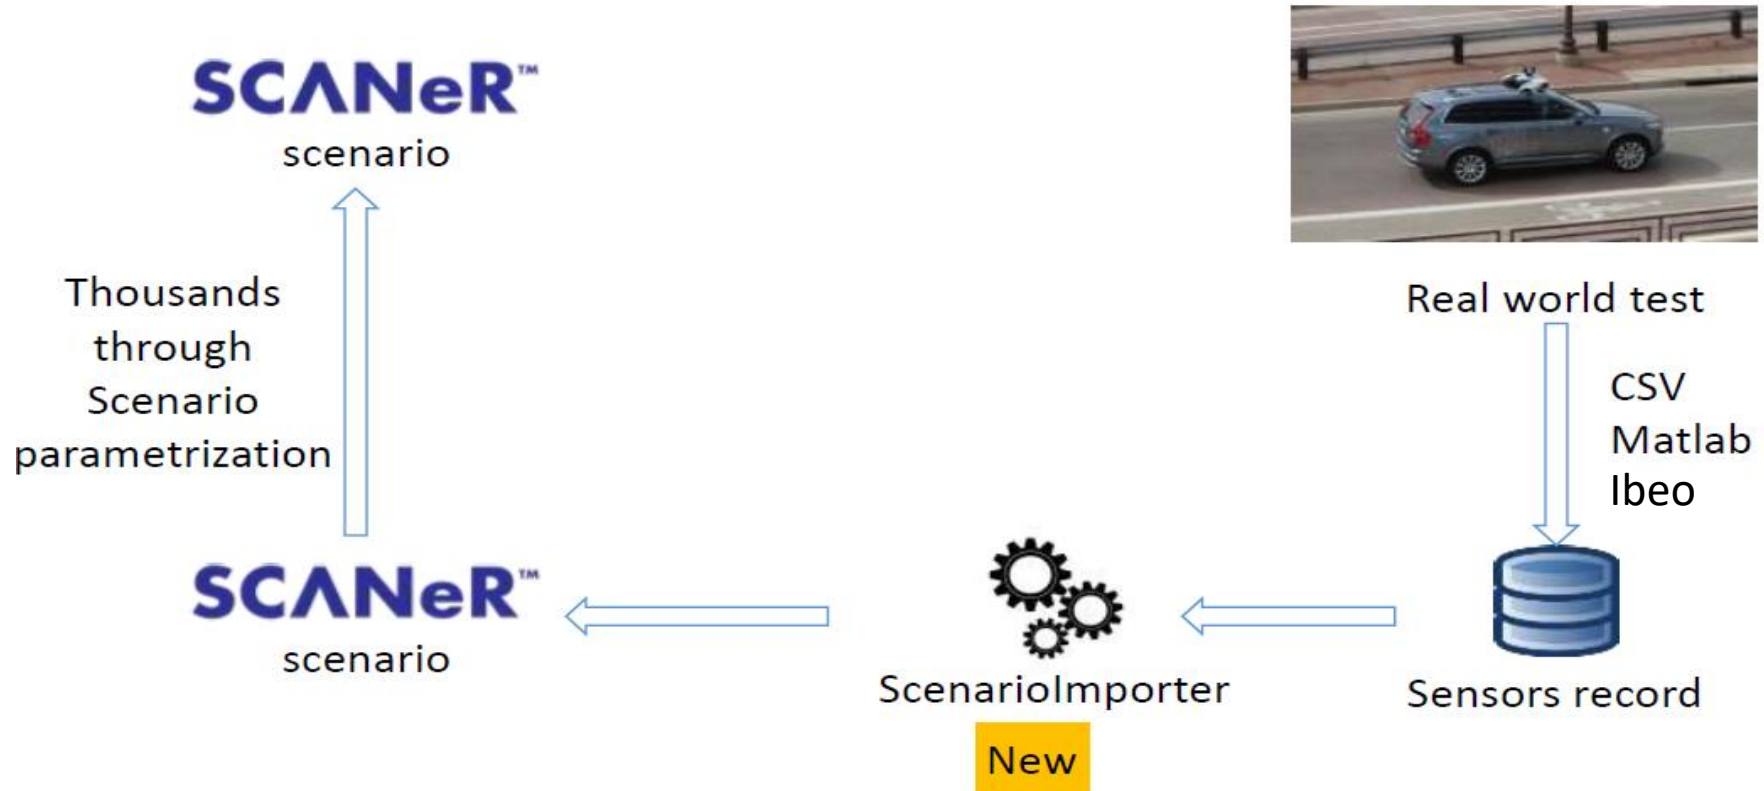 SCANeR™
scenario
Thousands
through
Scenario
parametrization
SCANeR™
scenario
ScenarioImporter
New
Real world test
CSV
Matlab
Ibeo
Sensors record